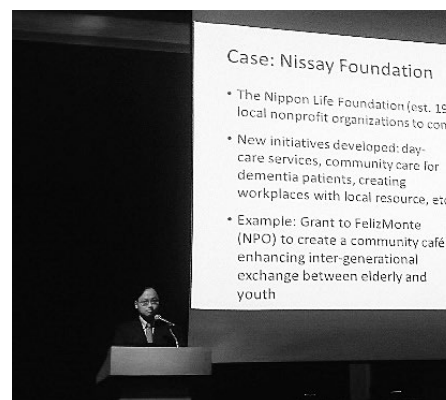 Case: Nissay Foundation
• The Nippon Life Foundation (est. 19
local nonprofit organizations to con
• New initiatives developed: day-
care services, community care for
dementia patients, creating
workplaces with local resource, etc
• Example: Grant to FelizMonte
(NPO) to create a community café
enhancing inter-generational
exchange between elderly and
youth